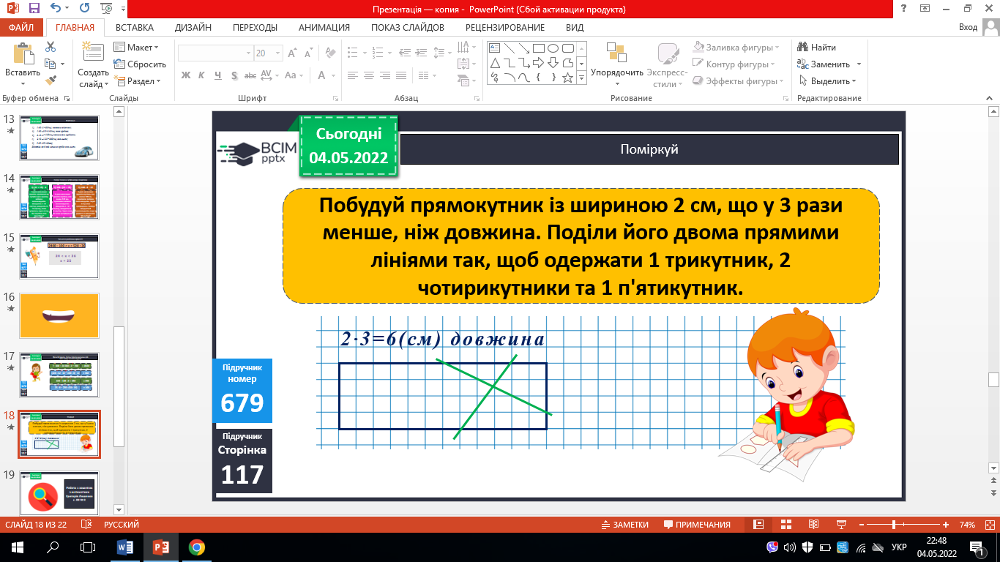 Презентація — копия - PowerPoint (Сбой активации продукта)
ФАЙЛ ГЛАВНАЯ ВСТАВКА ДИЗАЙН ПЕРЕХОДЫ АНИМАЦИЯ ПОКАЗ СЛАЙДОВ РЕЦЕНЗИРОВАНИЕ ВИД Вход
Вставить
Создать слайд
Макет
Сбросить
Раздел
20
Ж К Ч S abc AV Aa A
Упорядочить
Экспресс-стили
Заливка фигуры
Контур фигуры
Эффекты фигуры
Найти
Заменить
Выделить
Буфер обмена Слайды Шрифт Абзац Рисование Редактирование
13
14
15
16
17
18
19
Сьогодні
04.05.2022
BCIM
pptx
Поміркуй
Побудуй прямокутник із шириною 2 см, що у 3 рази
менше, ніж довжина. Поділи його двома прямими
лініями так, щоб одержати 1 трикутник, 2
чотирикутники та 1 п'ятикутник.
2·3=6(см) довжина
Підручник
номер
679
Підручник
Сторінка
117
СЛАЙД 18 ИЗ 22 РУССКИЙ ЗАМЕТКИ ПРИМЕЧАНИЯ 74%
УКР
22:48
04.05.2022
1